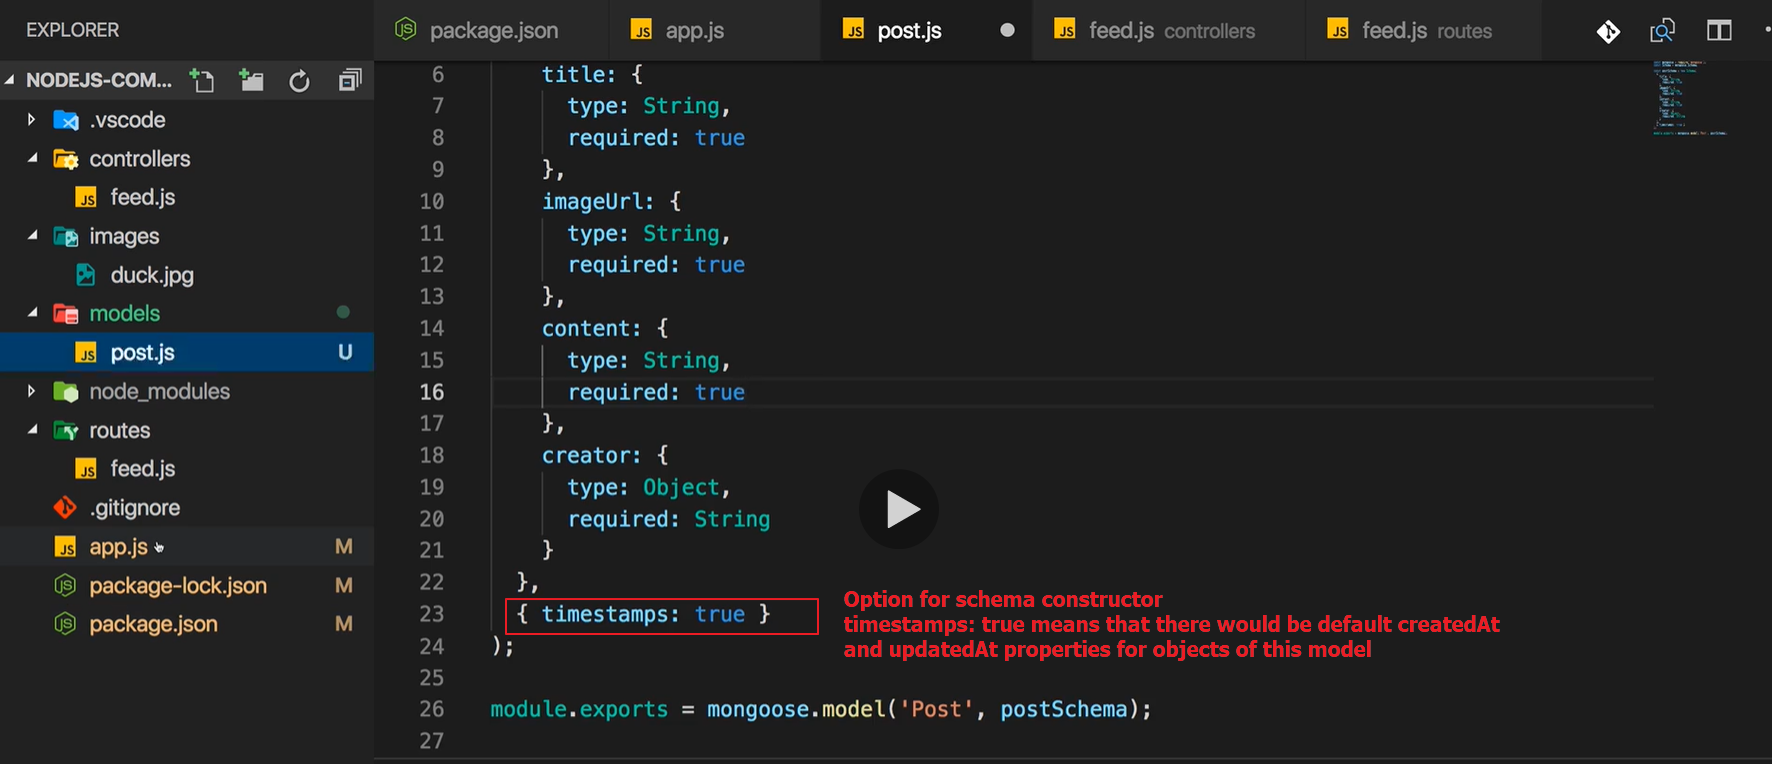 EXPLORER
NODEJS-COM...
.vscode
controllers
feed.js
images
duck.jpg
models
post.js U
node_modules
routes
feed.js
.gitignore
app.js M
package-lock.json M
package.json M
package.json app.js post.js feed.js controllers feed.js routes
6 title: {
7 type: String,
8 required: true
9 },
10 imageUrl: {
11 type: String,
12 required: true
13 },
14 content: {
15 type: String,
16 required: true
17 },
18 creator: {
19 type: Object,
20 required: String
21 }
22 },
23 { timestamps: true }
24 );
25
26 module.exports = mongoose.model('Post', postSchema);
27
Option for schema constructor
timestamps: true means that there would be default createdAt
and updatedAt properties for objects of this model